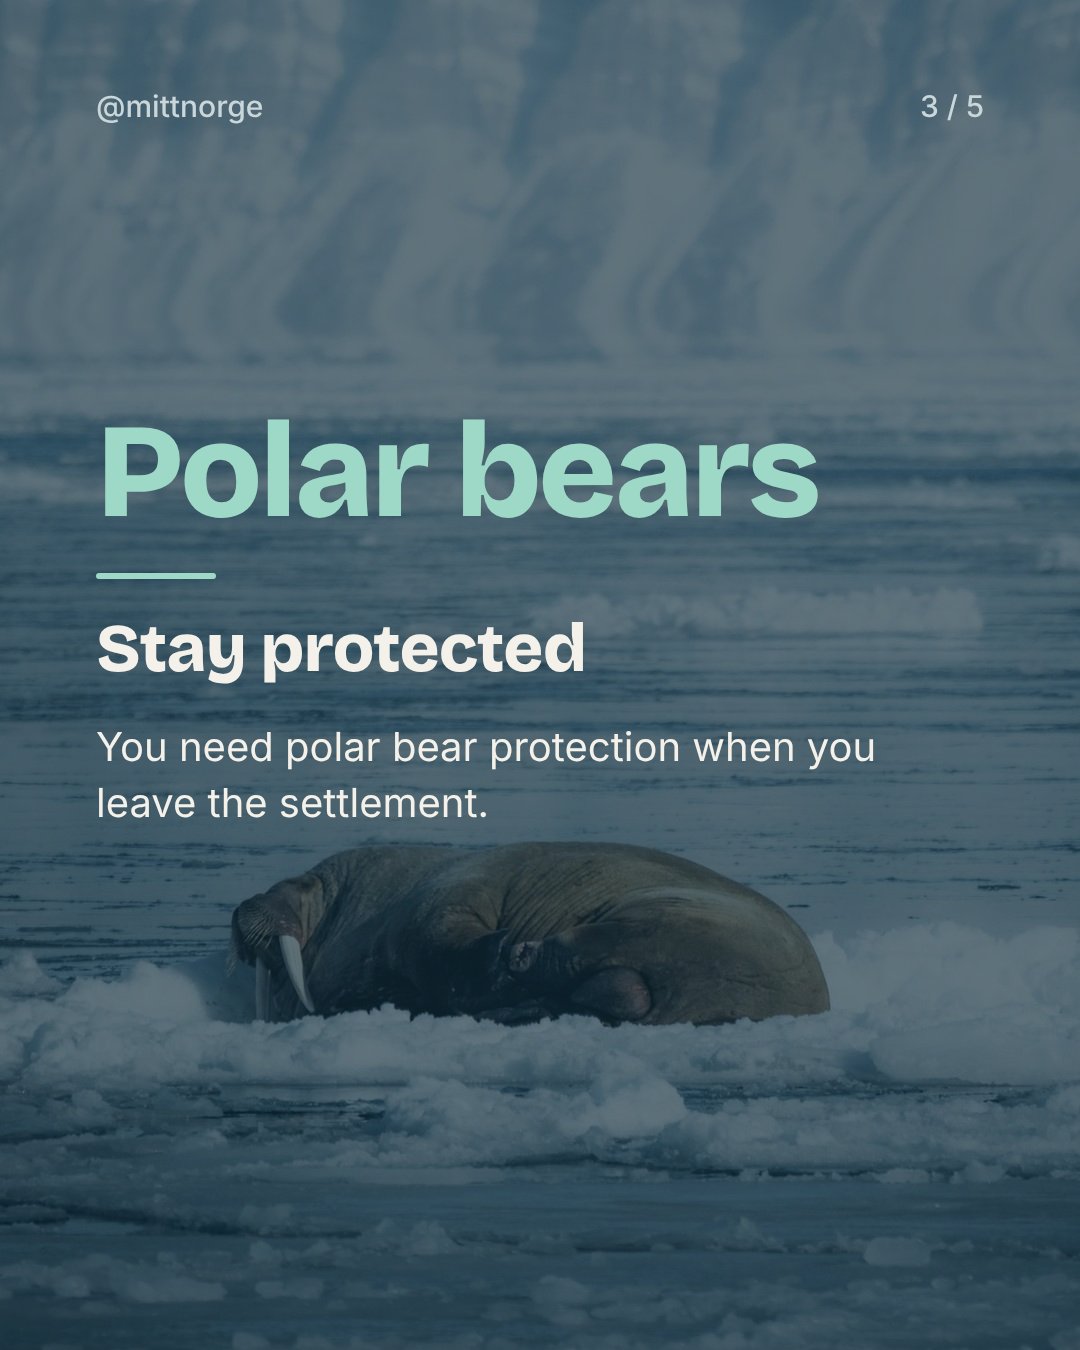 @mittnorge
3 / 5
Polar bears
Stay protected
You need polar bear protection when you
leave the settlement.